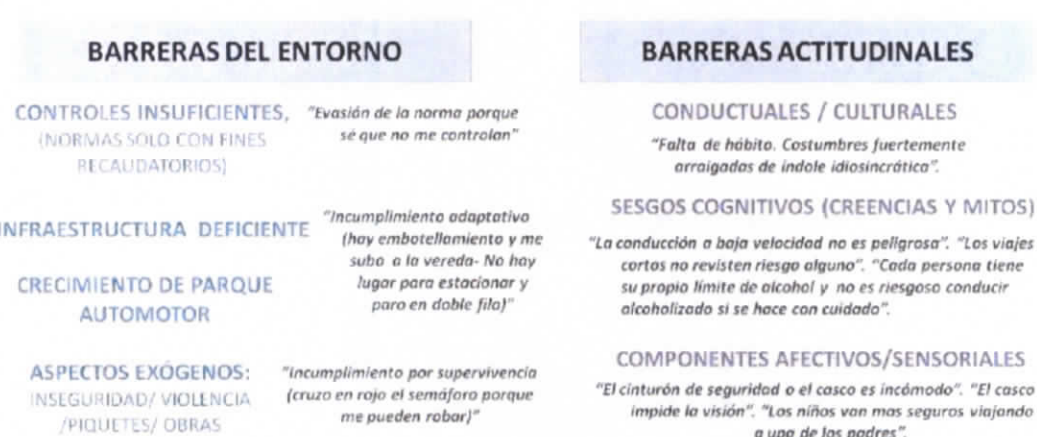 BARRERAS DEL ENTORNO
CONTROLES INSUFICIENTES,
(NORMAS SOLO CON FINES
RECAUDATORIOS)
"Evasión de la norma porque
sé que no me controlan"
INFRAESTRUCTURA DEFICIENTE
CRECIMIENTO DE PARQUE
AUTOMOTOR
"Incumplimiento adaptativo
(hay embotellamiento y me
subo a la vereda- No hay
lugar para estacionar y
paro en doble fila)"
ASPECTOS EXÓGENOS:
INSEGURIDAD/ VIOLENCIA
/PIQUETES/ OBRAS
"Incumplimiento por supervivencia
(cruzo en rojo el semáforo porque
me pueden robar)"
BARRERAS ACTITUDINALES
CONDUCTUALES / CULTURALES
"Falta de hábito. Costumbres fuertemente
arraigadas de indole idiosincrática".
SESGOS COGNITIVOS (CREENCIAS Y MITOS)
"La conducción a baja velocidad no es peligrosa". "Los viajes
cortos no revisten riesgo alguno". "Cada persona tiene
su propio límite de alcohol y no es riesgoso conducir
alcoholizado si se hace con cuidado".
COMPONENTES AFECTIVOS/SENSORIALES
"El cinturón de seguridad o el casco es incómodo". "El casco
impide la visión". "Los niños van mas seguros viajando
a upa de los padres".